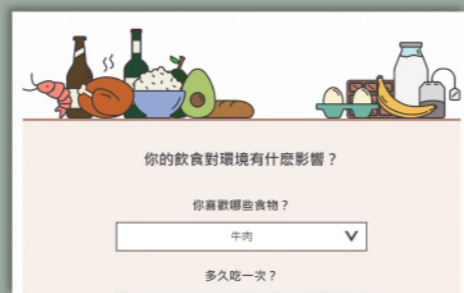 你的飲食對環境有什麽影響？
你喜歡哪些食物？
牛肉
多久吃一次？